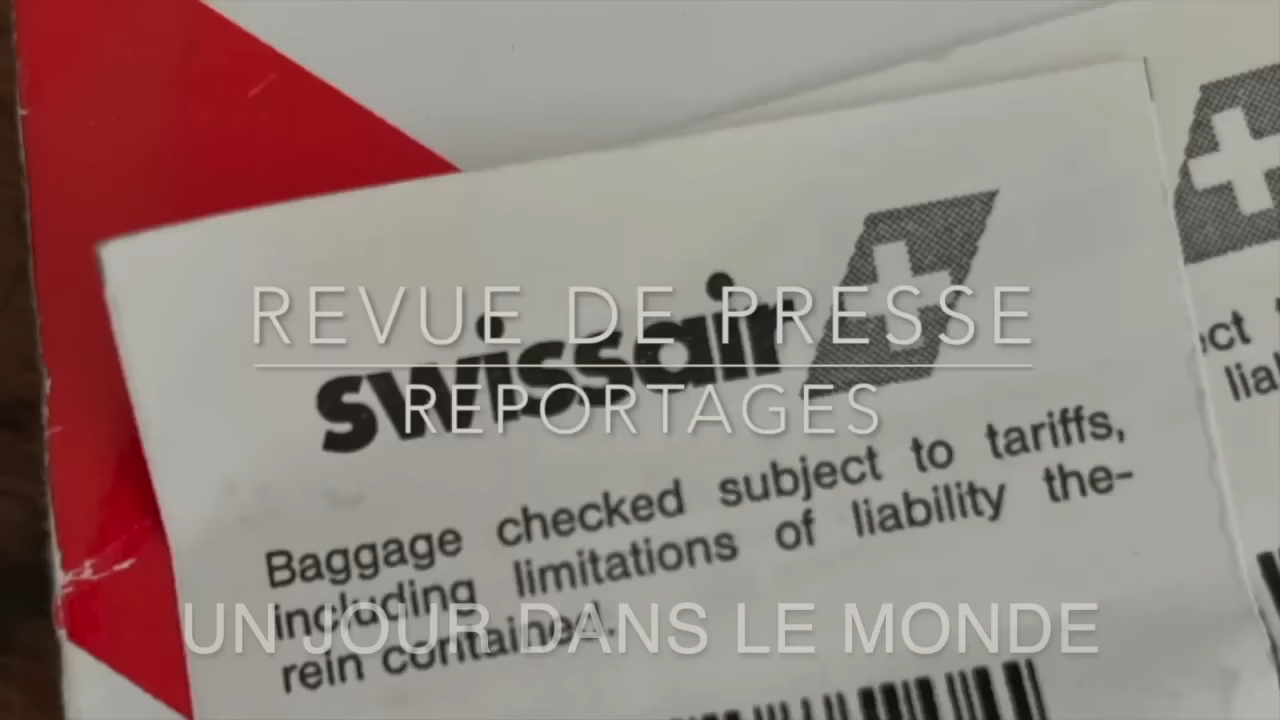 REVUE DE PRESSE
swissair
REPORTAGES
Baggage checked subject to tariffs,
including limitations of liability the-
rein contained.
UN JOUR DANS LE MONDE
ect
lia